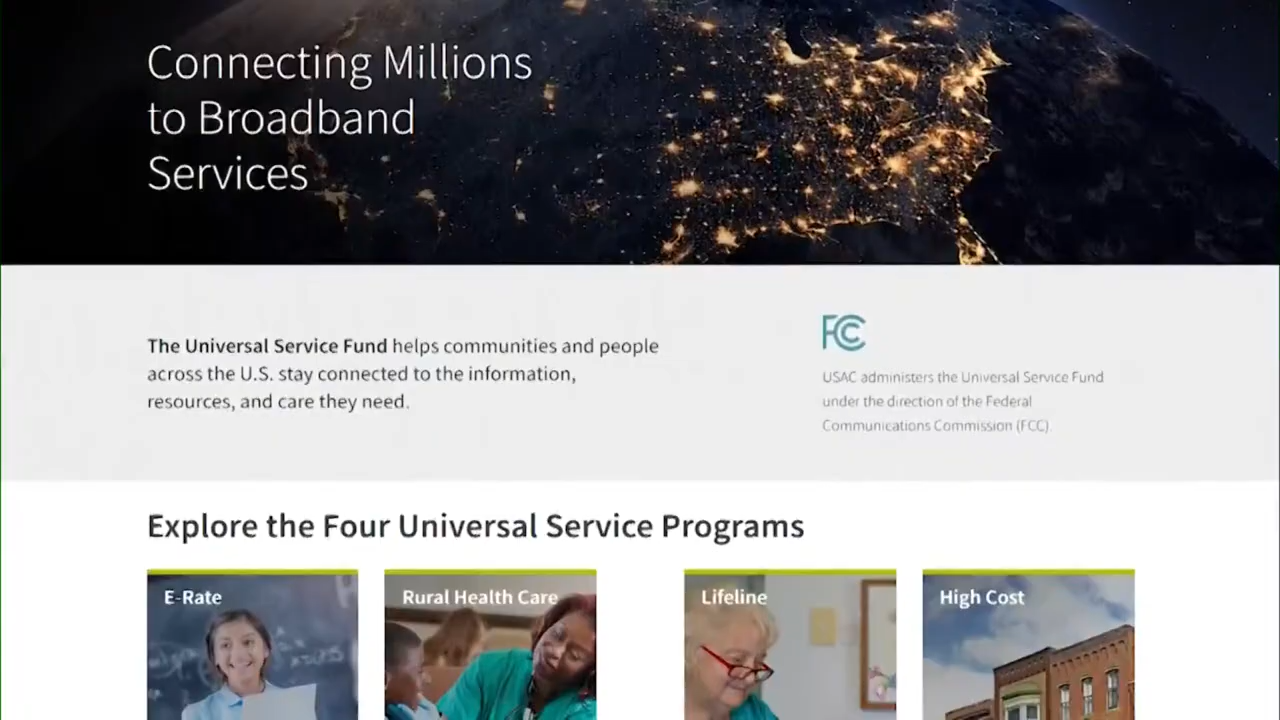 Connecting Millions
to Broadband
Services
The Universal Service Fund helps communities and people
across the U.S. stay connected to the information,
resources, and care they need.
FCC
USAC administers the Universal Service Fund
under the direction of the Federal
Communications Commission (FCC).
Explore the Four Universal Service Programs
E-Rate
Rural Health Care
Lifeline
High Cost